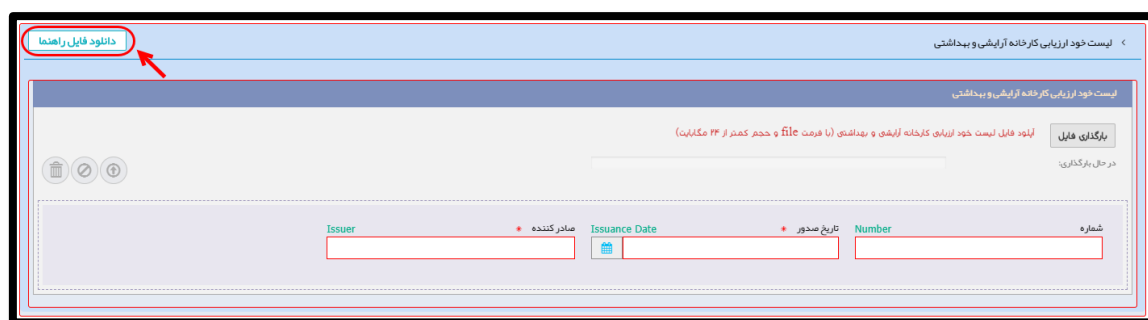 لیست خود ارزیابی کارخانه آرایشی و بهداشتی
دانلود فایل راهنما
لیست خود ارزیابی کارخانه آرایشی و بهداشتی
بارگذاری فایل
آپلود فایل لیست خود ارزیابی کارخانه آرایشی و بهداشتی (با فرمت file و حجم کمتر از ۲۴ مگابایت)
در حال بارگذاری:
شماره Number تاریخ صدور * Issuance Date صادر کننده * Issuer